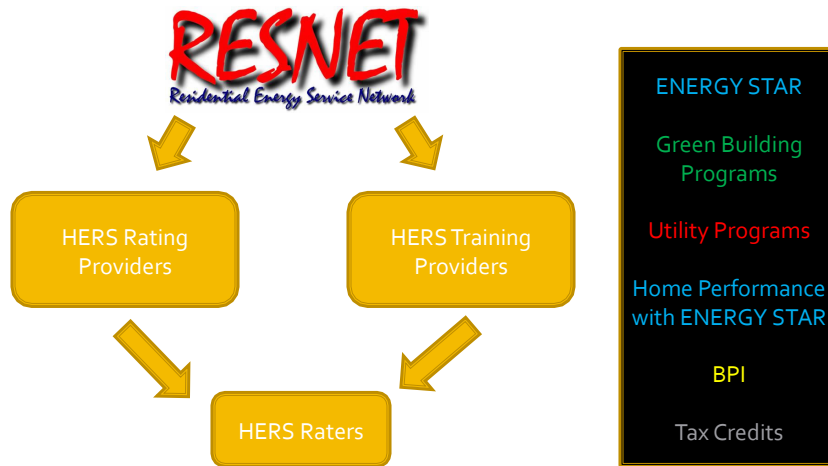 RESNET
Residential Energy Service Network
HERS Rating
Providers
HERS Training
Providers
HERS Raters
ENERGY STAR
Green Building
Programs
Utility Programs
Home Performance
with ENERGY STAR
BPI
Tax Credits